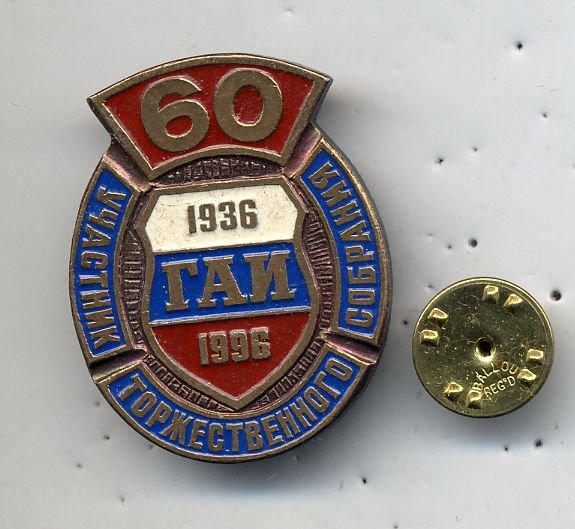 60
УЧАСТНИК
ТОРЖЕСТВЕННОГО
СОБРАНИЯ
1936
ГАИ
1996
BALLOU
REG'D